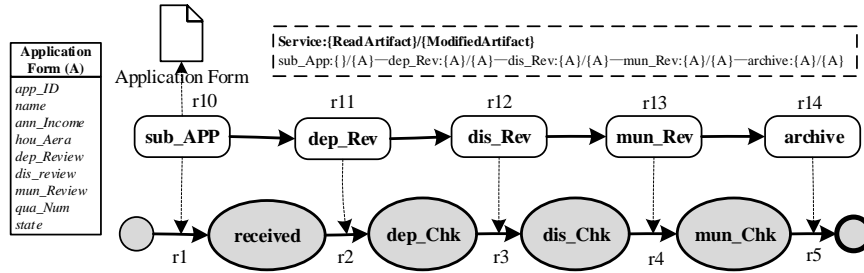 Application
Form (A)
app_ID
name
ann_Income
hou_Aera
dep_Review
dis_review
mun_Review
qua_Num
state
Application Form
Service:{ReadArtifact}/{ModifiedArtifact}
sub_App:{}/{A}—dep_Rev:{A}/{A}—dis_Rev:{A}/{A}—mun_Rev:{A}/{A}—archive:{A}/{A}
r10 r11 r12 r13 r14
sub_APP dep_Rev dis_Rev mun_Rev archive
received dep_Chk dis_Chk mun_Chk
r1 r2 r3 r4 r5